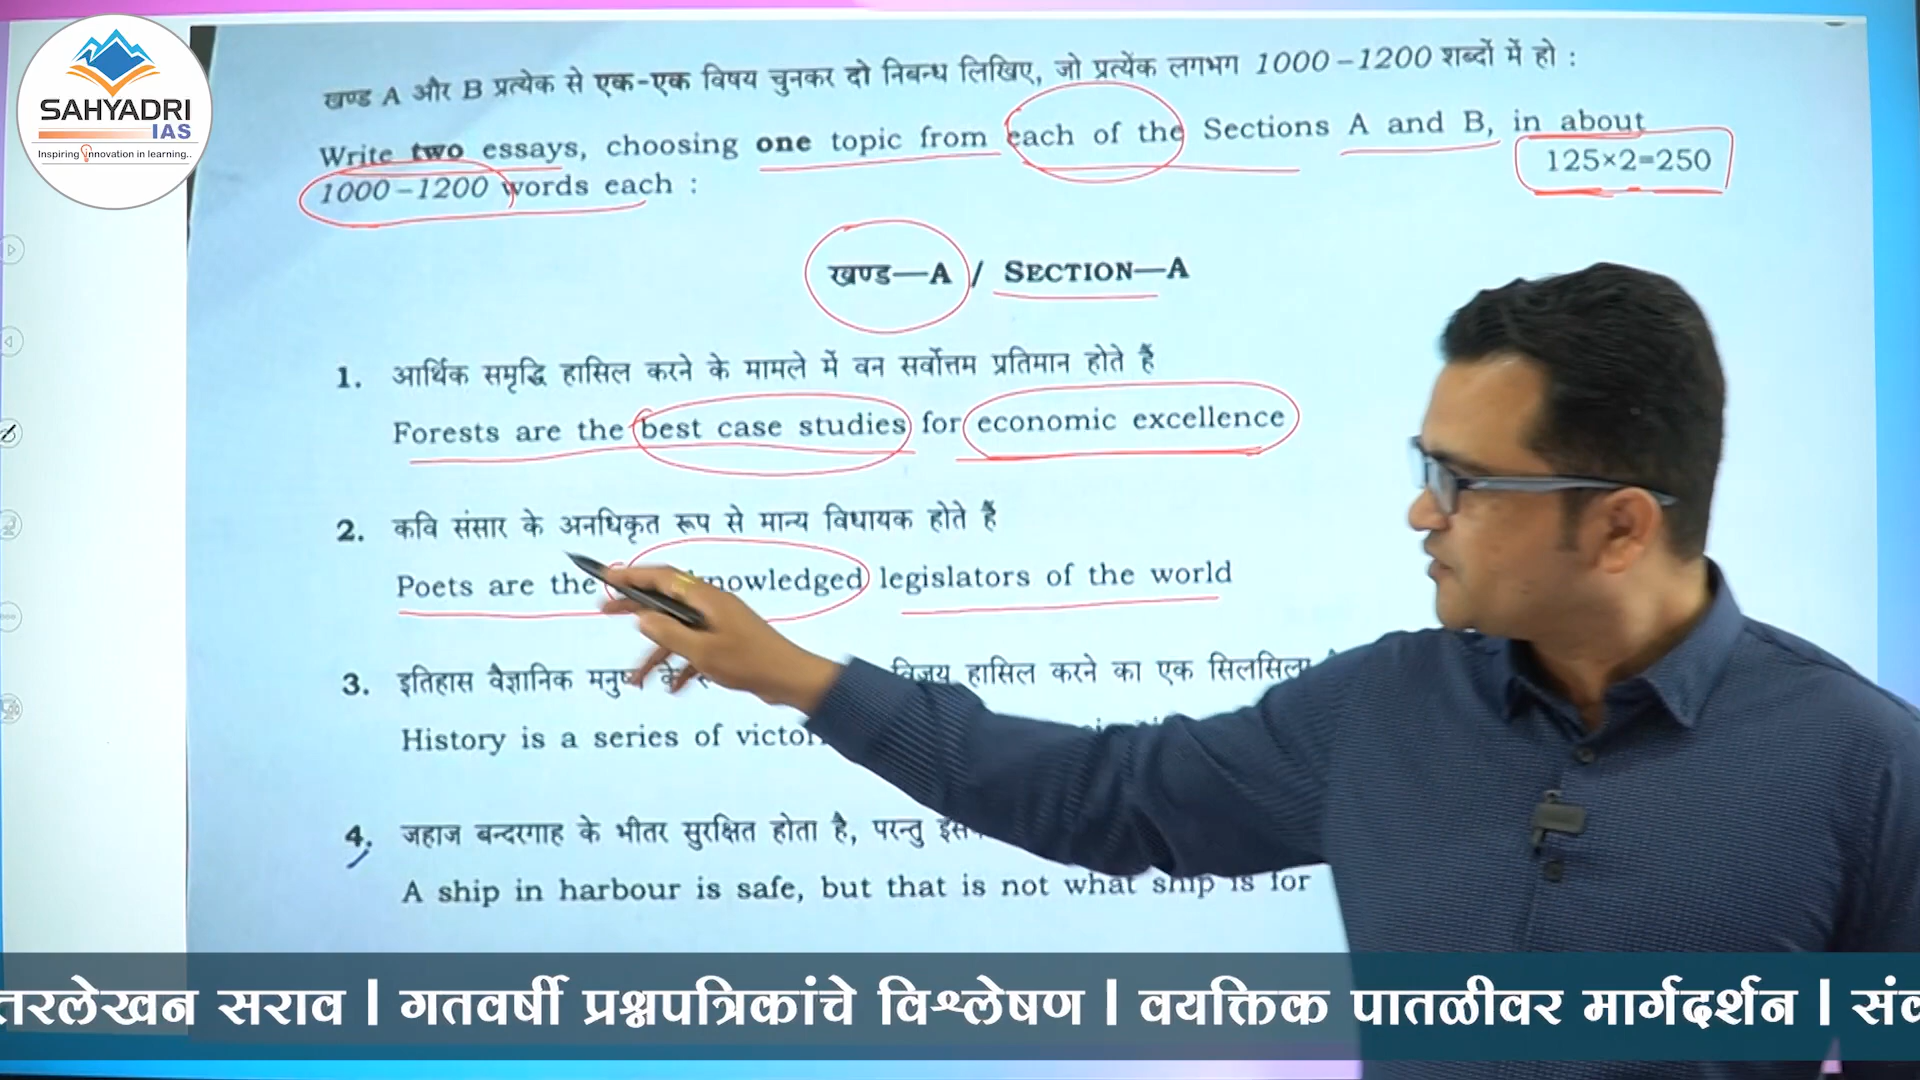 SAHYADRI
IAS
Inspiring innovation in learning..
खण्ड A और B प्रत्येक से एक-एक विषय चुनकर दो निबन्ध लिखिए, जो प्रत्येक लगभग 1000–1200 शब्दों में हो :
Write two essays, choosing one topic from each of the Sections A and B, in about
1000–1200 words each :
125×2=250
खण्ड—A / SECTION—A
1. आर्थिक समृद्धि हासिल करने के मामले में वन सर्वोत्तम प्रतिमान होते हैं
Forests are the best case studies for economic excellence
2. कवि संसार के अनधिकृत रूप से मान्य विधायक होते हैं
Poets are the legislators of the world
3. इतिहास वैज्ञानिक विजय हासिल करने का एक सिलसिला
History is a series of
4. जहाज बन्दरगाह के भीतर सुरक्षित होता है, परन्तु
A ship in harbour is safe, but that is not what ship is for
सराव | गतवर्षी प्रश्नपत्रिकांचे विश्लेषण | वयक्तिक पातळीवर मार्गदर्शन |